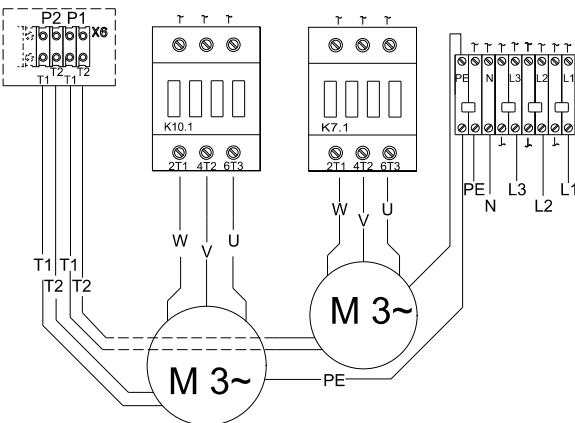 P2 P1 X6
T1 T2 T1 T2
K10.1
2T1 4T2 6T3
K7.1
2T1 4T2 6T3
PE N L3 L2 L1
PE N L3 L2 L1
W V U
W V U
T1 T1
T2 T2
M 3~
M 3~
PE